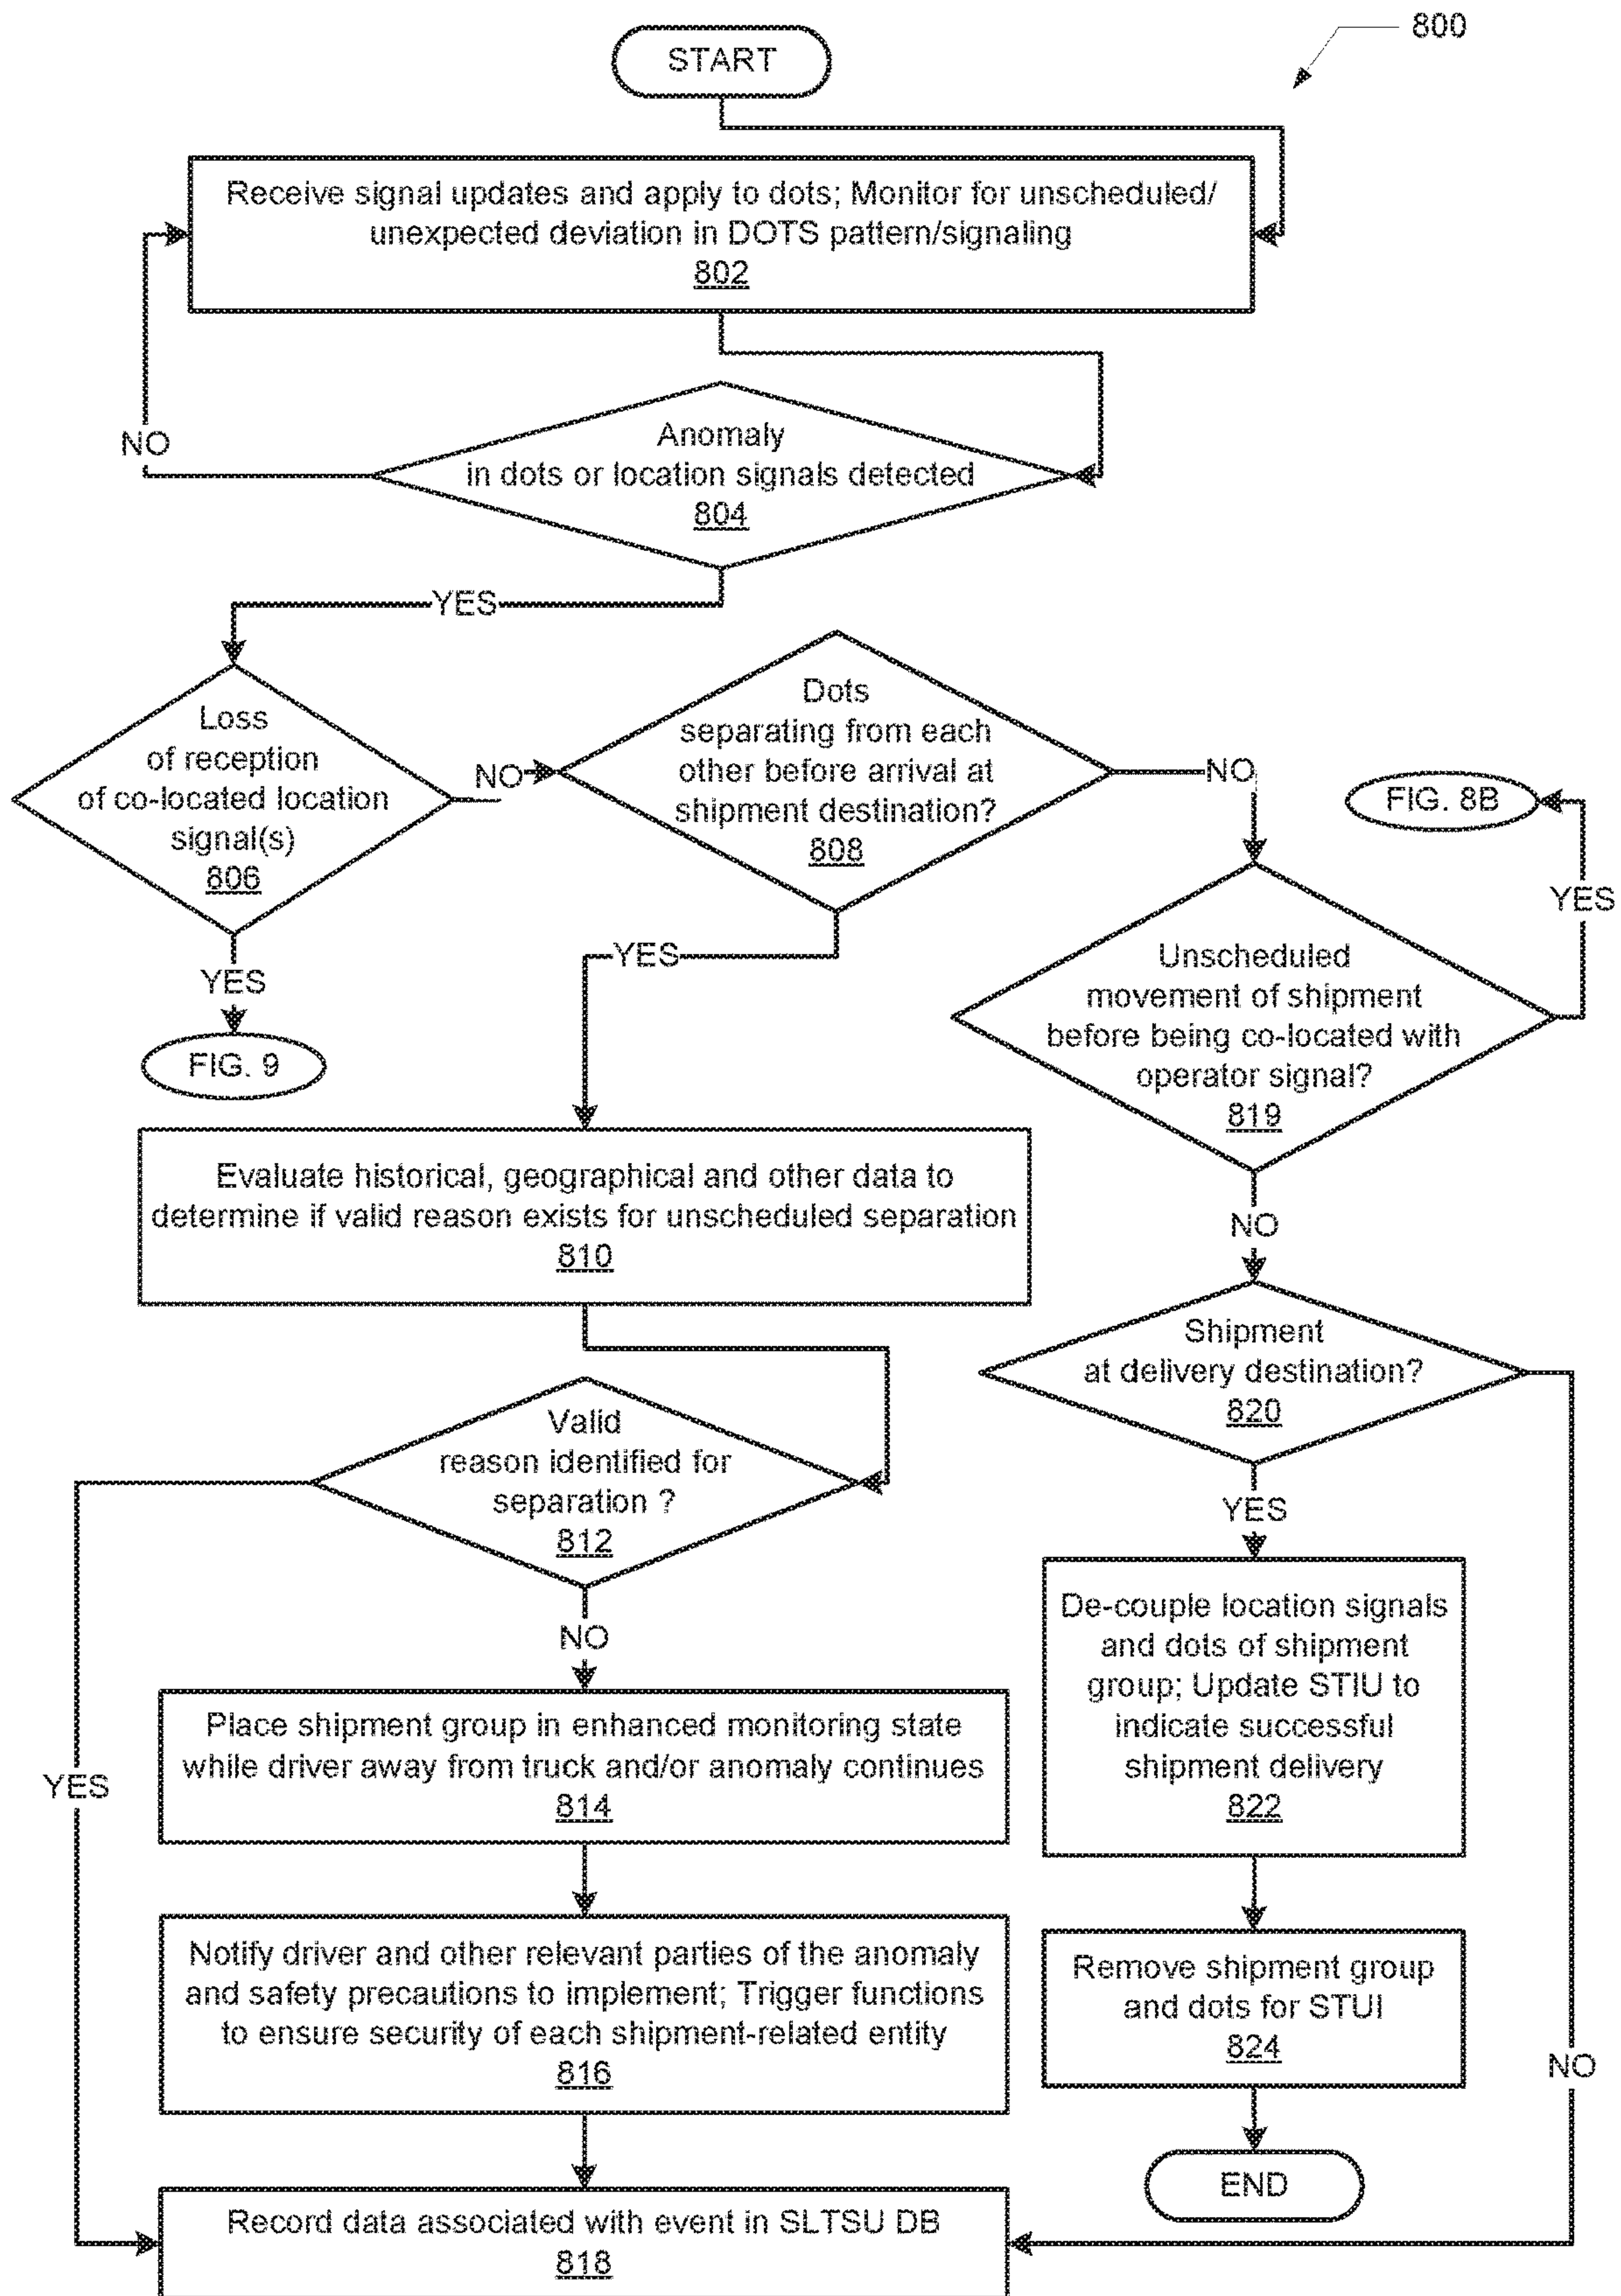 800
START
Receive signal updates and apply to dots; Monitor for unscheduled/
unexpected deviation in DOTS pattern/signaling
802
NO
Anomaly
in dots or location signals detected
804
YES
Loss
of reception
of co-located location
signal(s)
806
NO
Dots
separating from each
other before arrival at
shipment destination?
808
NO
FIG. 8B
YES
YES
FIG. 9
YES
Unscheduled
movement of shipment
before being co-located with
operator signal?
819
NO
Evaluate historical, geographical and other data to
determine if valid reason exists for unscheduled separation
810
Shipment
at delivery destination?
820
YES
NO
Valid
reason identified for
separation ?
812
YES
NO
Place shipment group in enhanced monitoring state
while driver away from truck and/or anomaly continues
814
De-couple location signals
and dots of shipment
group; Update STIU to
indicate successful
shipment delivery
822
Notify driver and other relevant parties of the anomaly
and safety precautions to implement; Trigger functions
to ensure security of each shipment-related entity
816
Remove shipment group
and dots for STUI
824
END
Record data associated with event in SLTSU DB
818